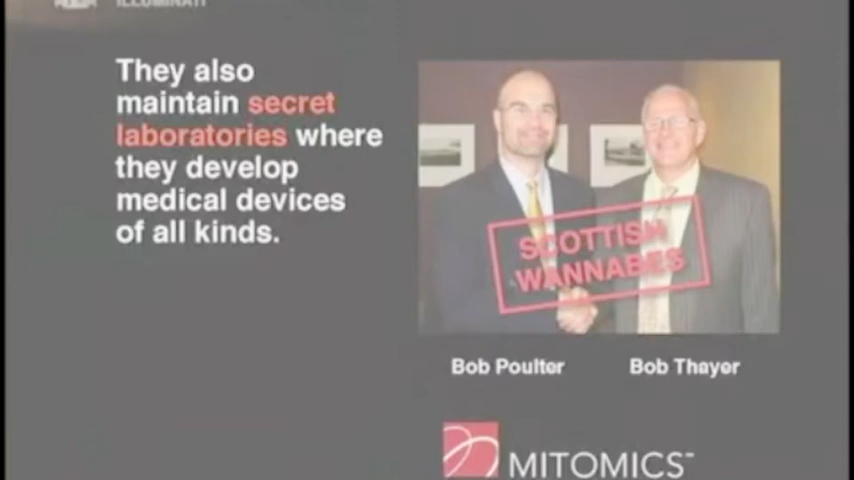 ILLUMINATI
They also
maintain secret
laboratories where
they develop
medical devices
of all kinds.
SCOTTISH
WANNABES
Bob Poulter
Bob Thayer
MITOMICS™